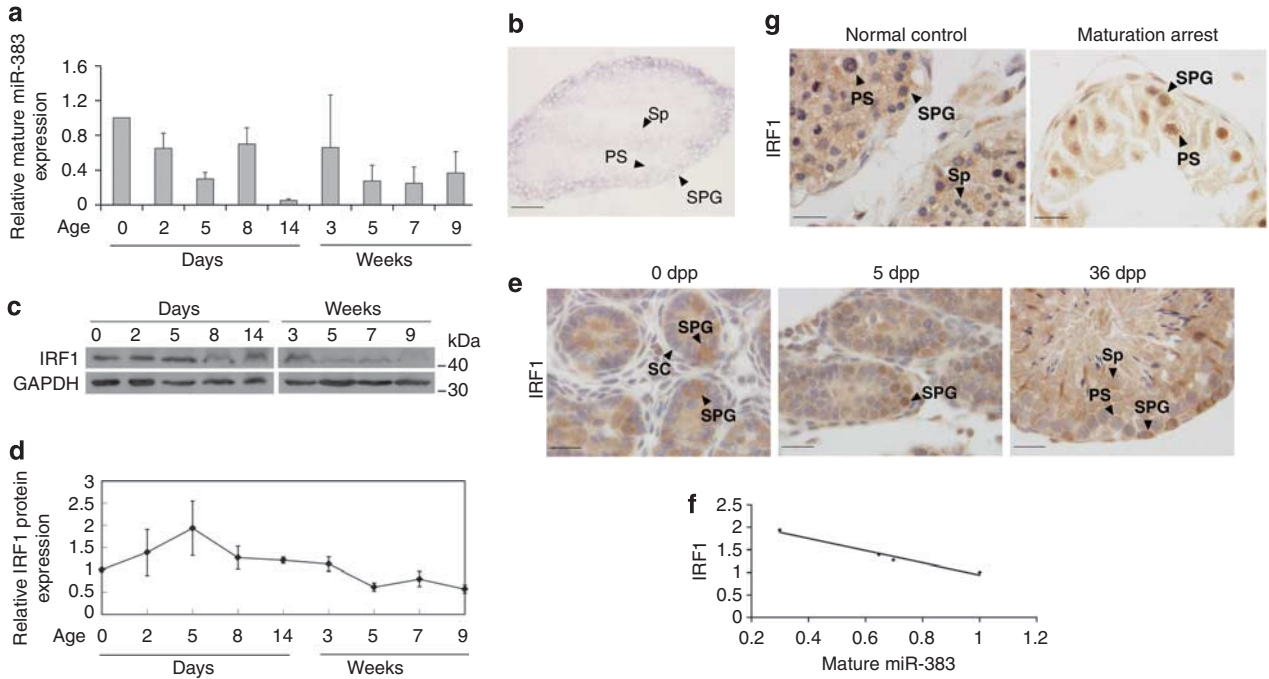 a
Relative mature miR-383
expression
1.6
1.2
0.8
0.4
0
Age 0 2 5 8 14 3 5 7 9
Days Weeks
b
Sp
PS
SPG
c
Days Weeks
0 2 5 8 14 3 5 7 9 kDa
IRF1 –40
GAPDH –30
d
Relative IRF1 protein
expression
3
2.5
2
1.5
1
0.5
0
Age 0 2 5 8 14 3 5 7 9
Days Weeks
g
Normal control Maturation arrest
IRF1
PS
SPG
Sp
SPG
PS
e
0 dpp 5 dpp 36 dpp
IRF1
SPG
SC
SPG
SPG
Sp
PS
SPG
f
IRF1
2.5
2
1.5
1
0.5
0
0.2 0.4 0.6 0.8 1 1.2
Mature miR-383